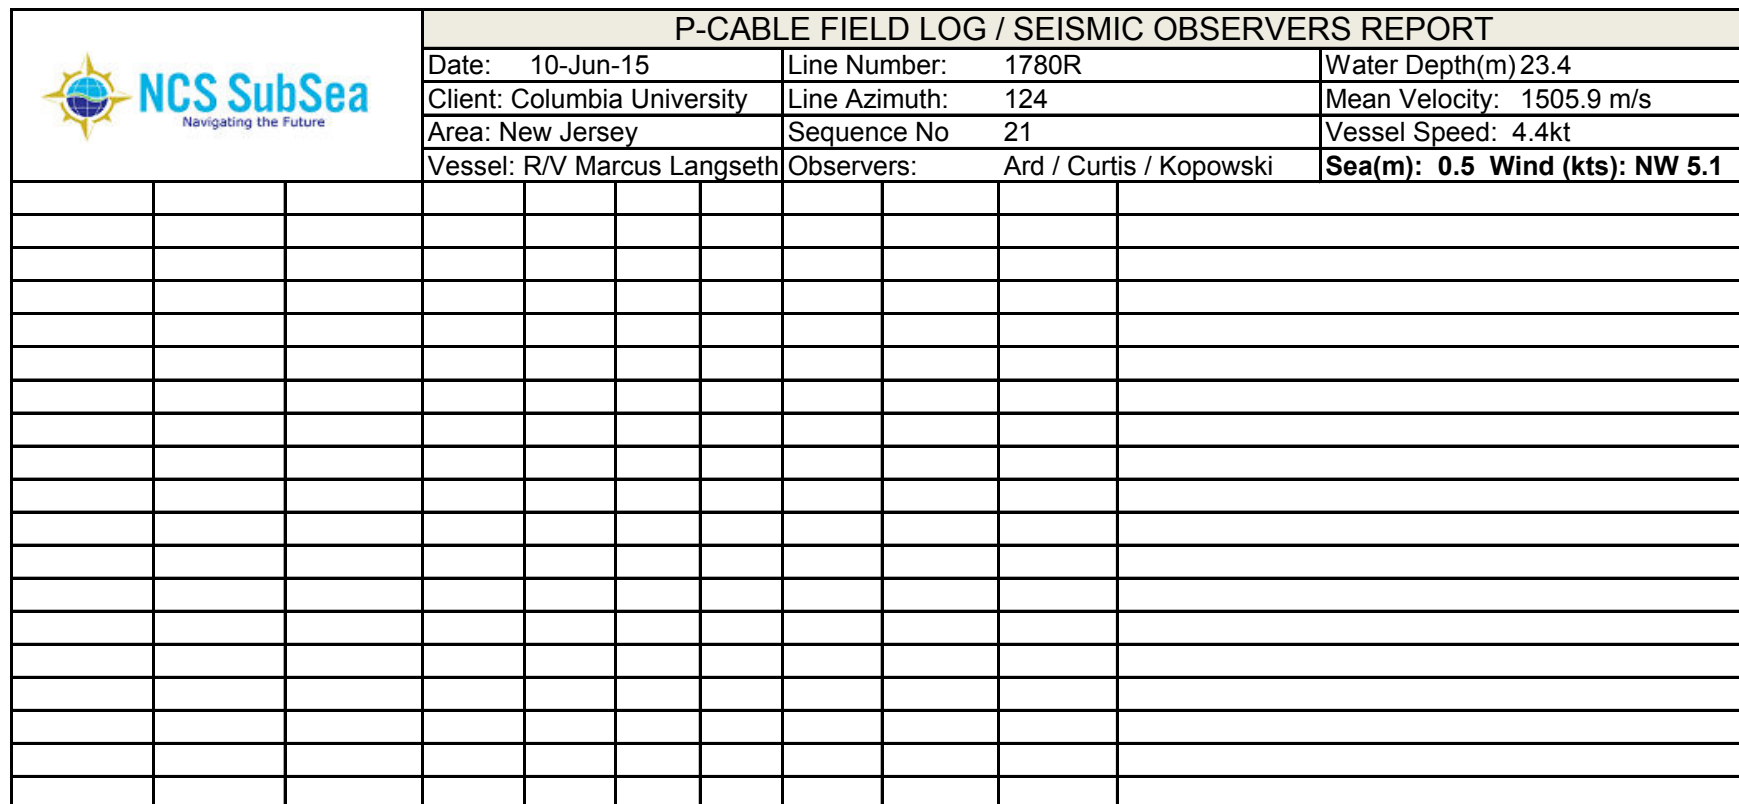 P-CABLE FIELD LOG / SEISMIC OBSERVERS REPORT
NCS SubSea
Navigating the Future
Date: 10-Jun-15 Line Number: 1780R Water Depth(m) 23.4
Client: Columbia University Line Azimuth: 124 Mean Velocity: 1505.9 m/s
Area: New Jersey Sequence No 21 Vessel Speed: 4.4kt
Vessel: R/V Marcus Langseth Observers: Ard / Curtis / Kopowski Sea(m): 0.5 Wind (kts): NW 5.1